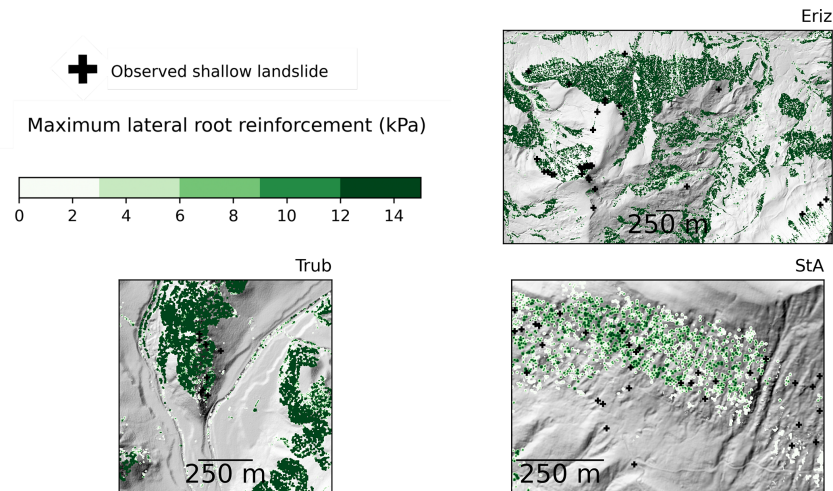 Eriz
Observed shallow landslide
Maximum lateral root reinforcement (kPa)
0 2 4 6 8 10 12 14
250 m
Trub
StA
250 m
250 m